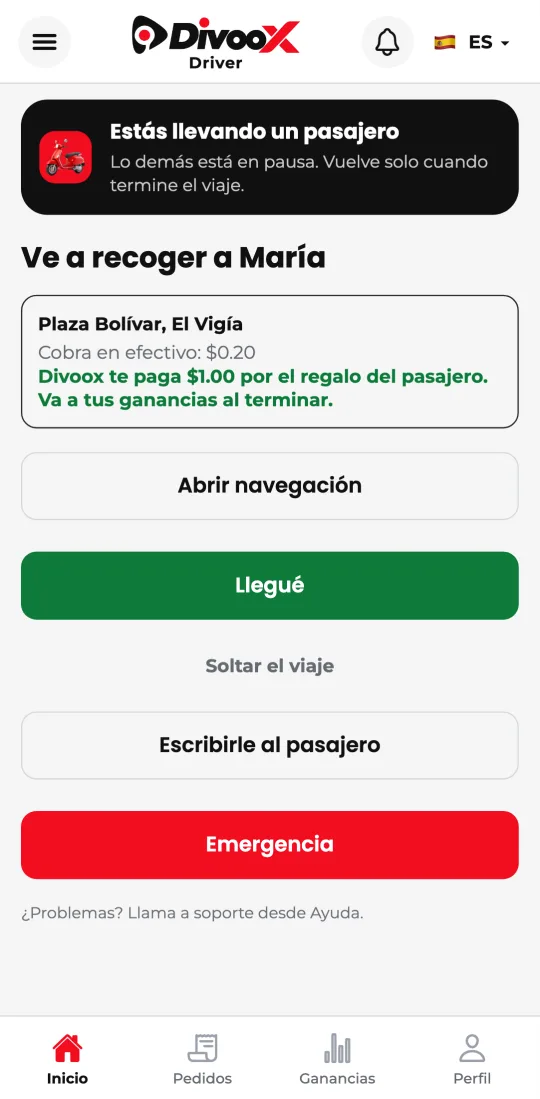 DivooX
Driver
ES
Estás llevando un pasajero
Lo demás está en pausa. Vuelve solo cuando
termine el viaje.
Ve a recoger a María
Plaza Bolívar, El Vigía
Cobra en efectivo: $0.20
Divoox te paga $1.00 por el regalo del pasajero.
Va a tus ganancias al terminar.
Abrir navegación
Llegué
Soltar el viaje
Escribirle al pasajero
Emergencia
¿Problemas? Llama a soporte desde Ayuda.
Inicio
Pedidos
Ganancias
Perfil